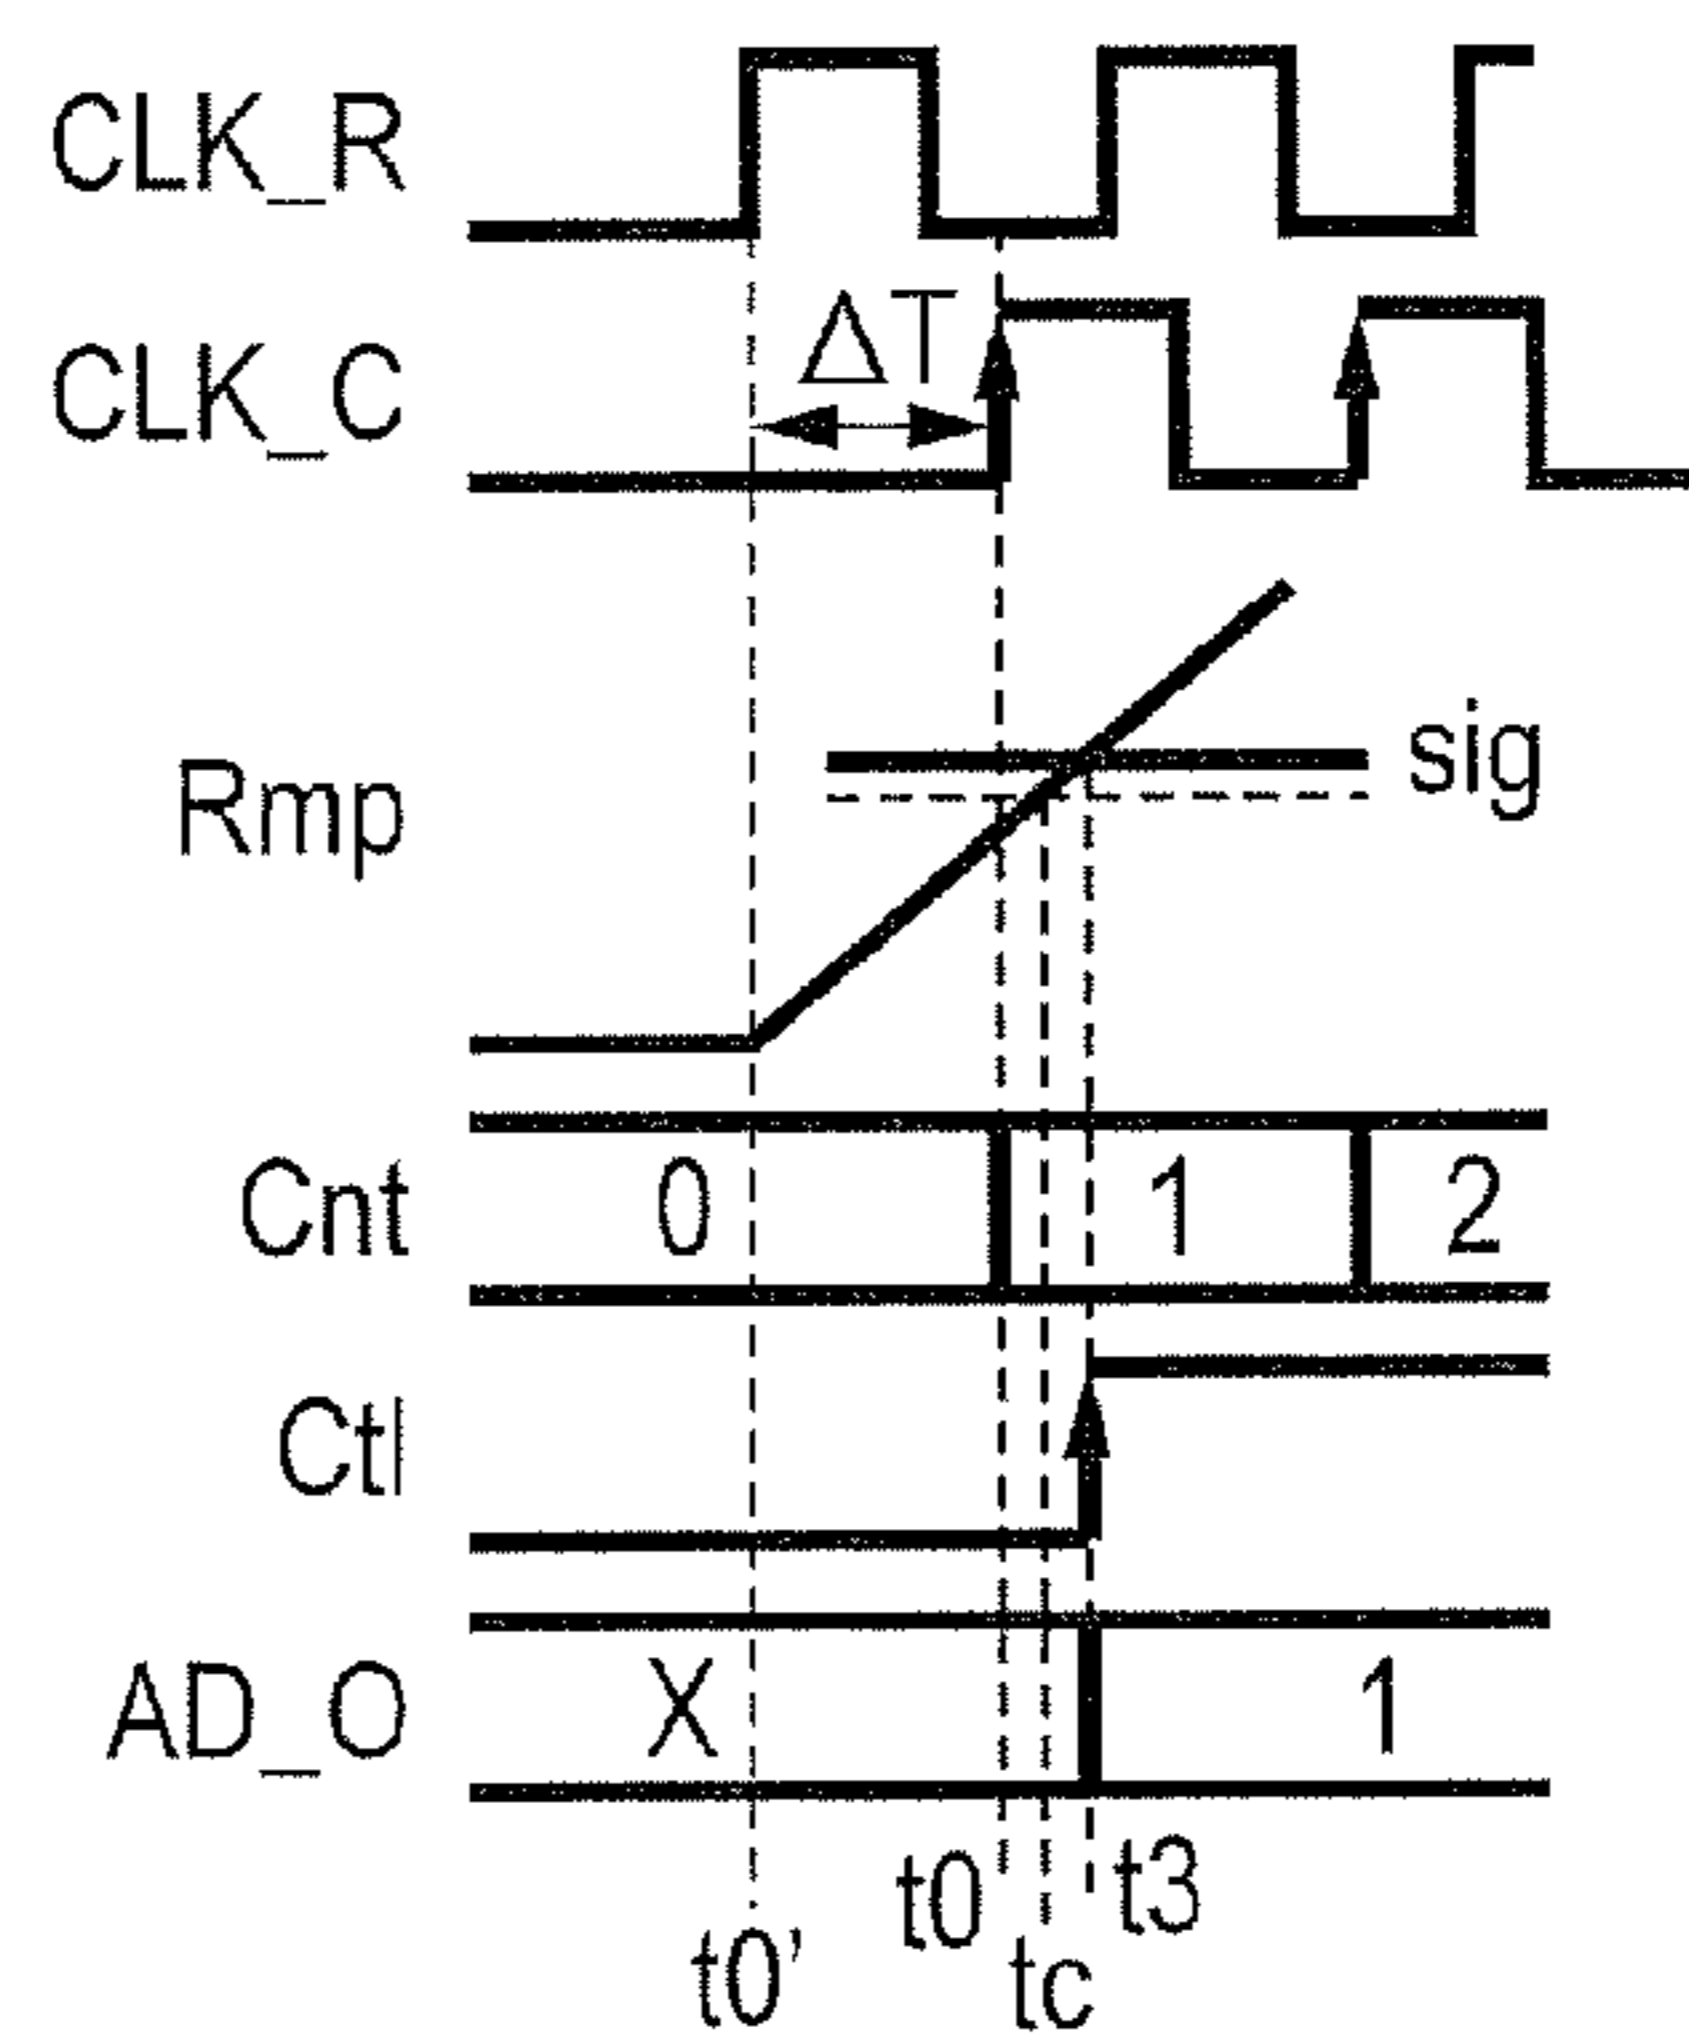 CLK_R
ΔT
CLK_C
Rmp
sig
Cnt
0
1
2
Ctl
AD_O
X
1
t0'
t0
tc
t3